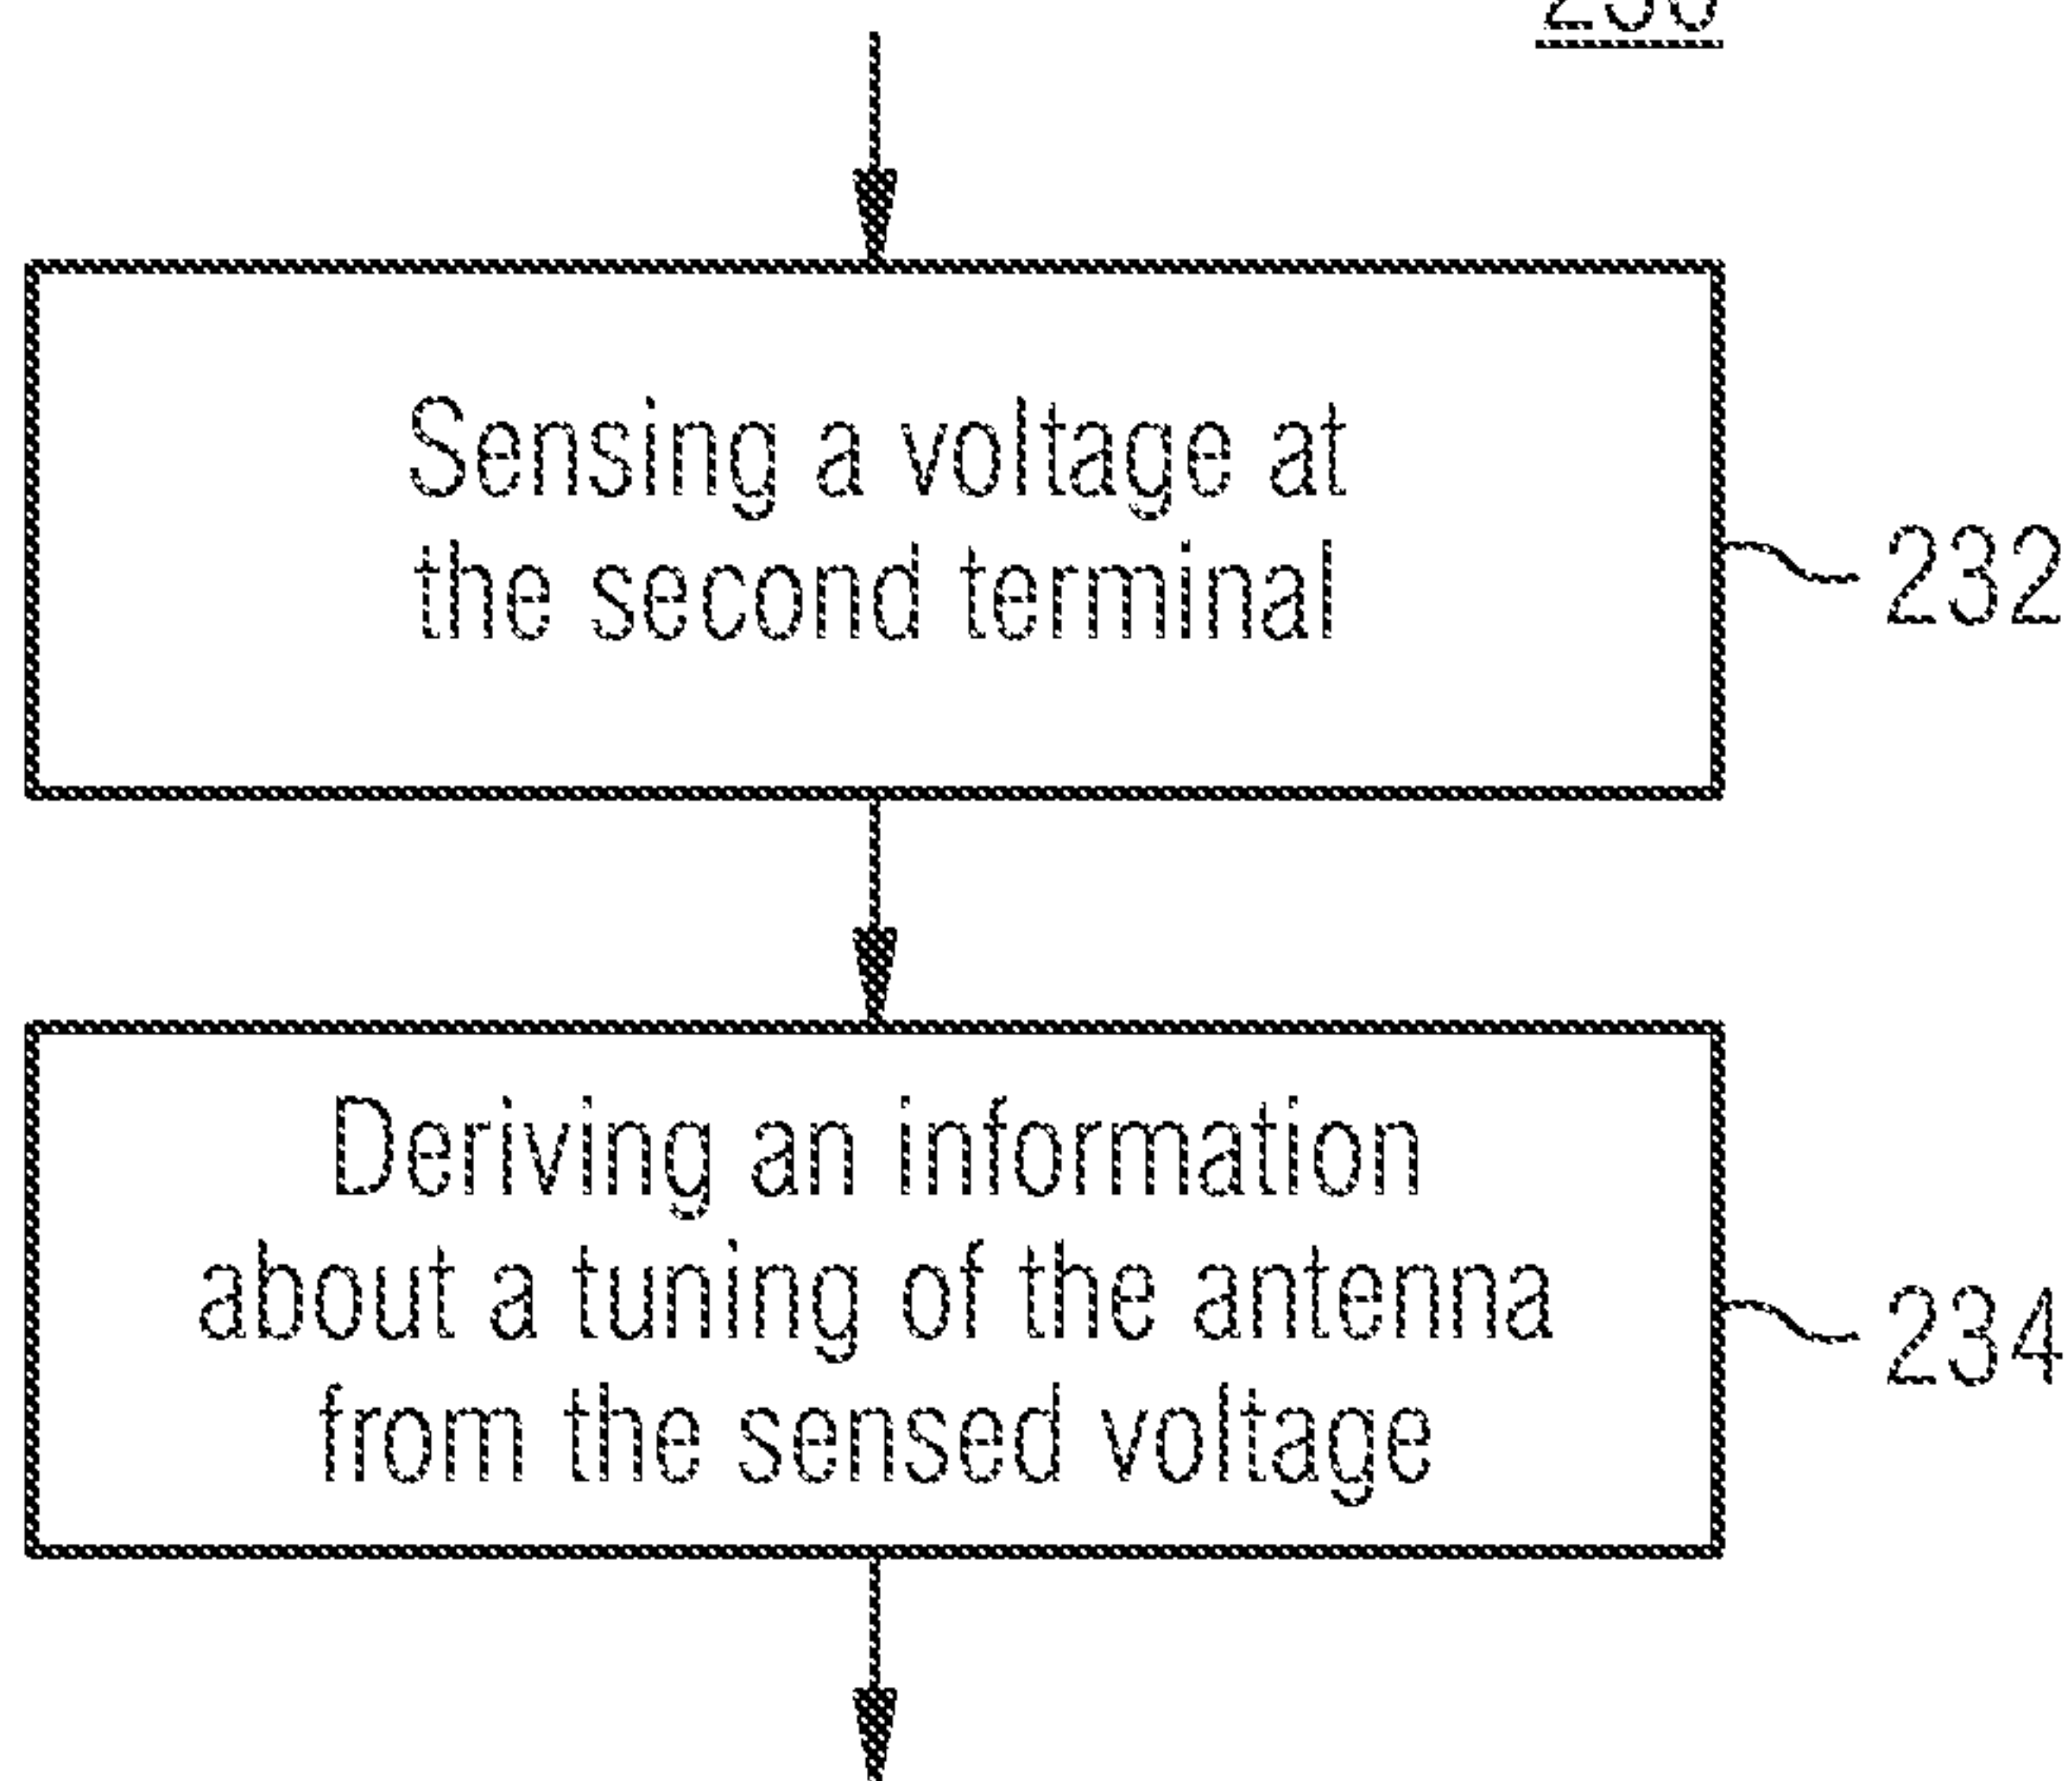 Sensing a voltage at
the second terminal
232
Deriving an information
about a tuning of the antenna
from the sensed voltage
234